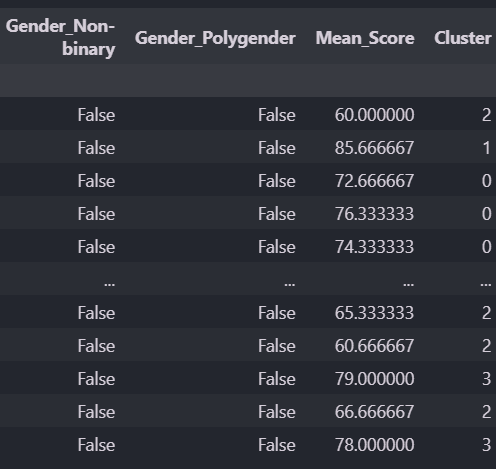 Gender_Non-
binary Gender_Polygender Mean_Score Cluster
False False 60.000000 2
False False 85.666667 1
False False 72.666667 0
False False 76.333333 0
False False 74.333333 0
... ... ... ...
False False 65.333333 2
False False 60.666667 2
False False 79.000000 3
False False 66.666667 2
False False 78.000000 3